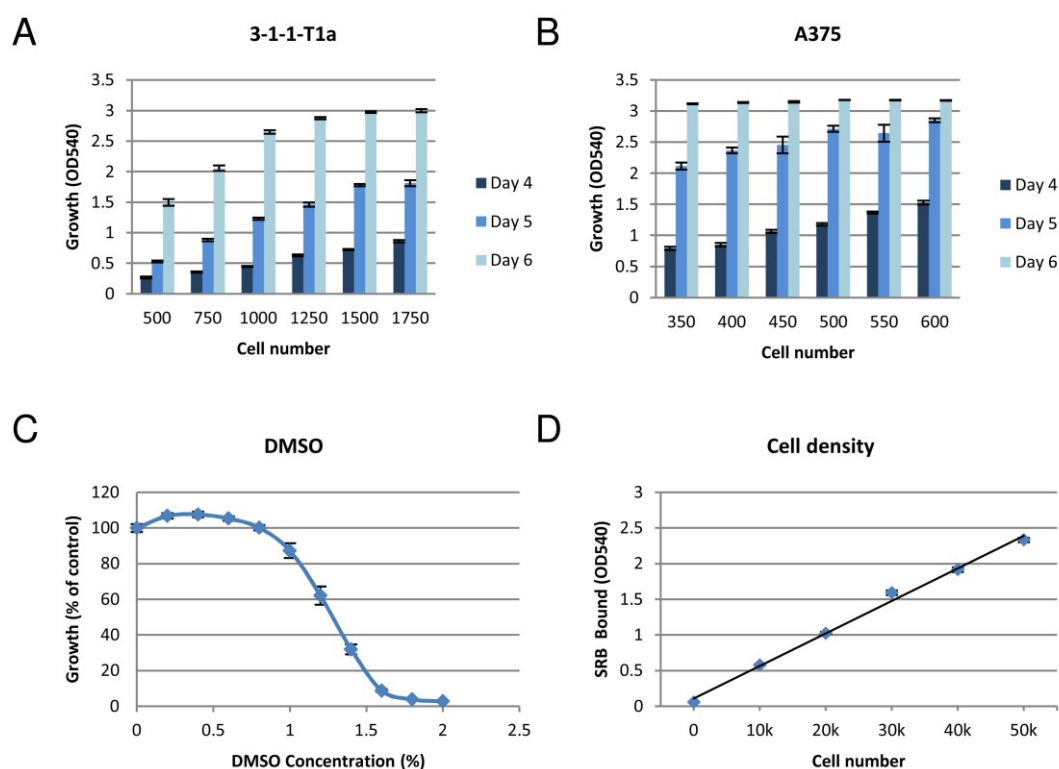 A
3-1-1-T1a
Growth (OD540)
3.5
3
2.5
2
1.5
1
0.5
0
500 750 1000 1250 1500 1750
Cell number
Day 4
Day 5
Day 6
B
A375
Growth (OD540)
3.5
3
2.5
2
1.5
1
0.5
0
350 400 450 500 550 600
Cell number
Day 4
Day 5
Day 6
C
DMSO
Growth (% of control)
120
100
80
60
40
20
0
0 0.5 1 1.5 2 2.5
DMSO Concentration (%)
D
Cell density
SRB Bound (OD540)
3
2.5
2
1.5
1
0.5
0
0 10k 20k 30k 40k 50k
Cell number